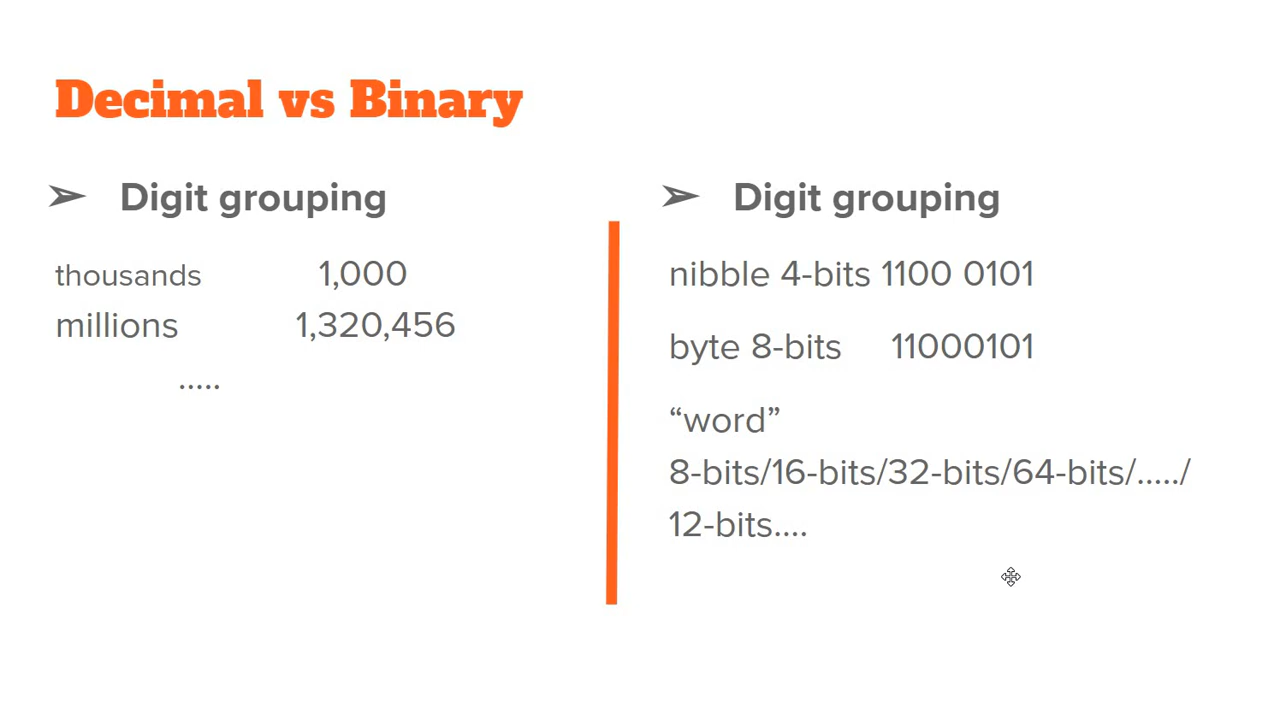 Decimal vs Binary
➢ Digit grouping
thousands 1,000
millions 1,320,456
.....
➢ Digit grouping
nibble 4-bits 1100 0101
byte 8-bits 11000101
“word”
8-bits/16-bits/32-bits/64-bits/...../
12-bits....